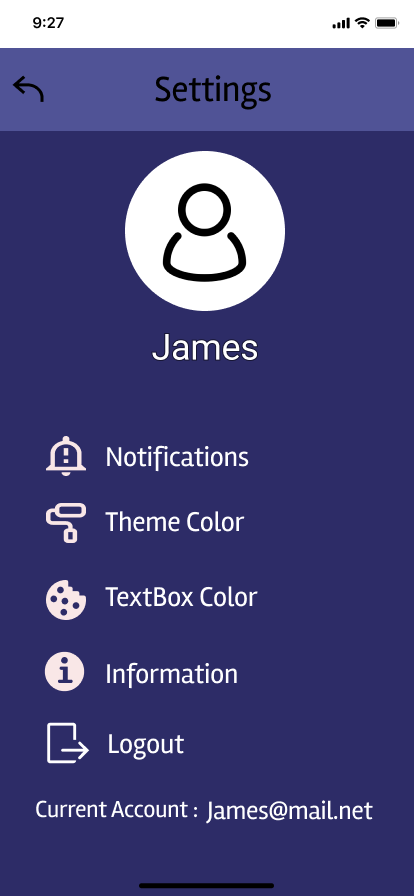 9:27
Settings
James
Notifications
Theme Color
TextBox Color
Information
Logout
Current Account : James@mail.net